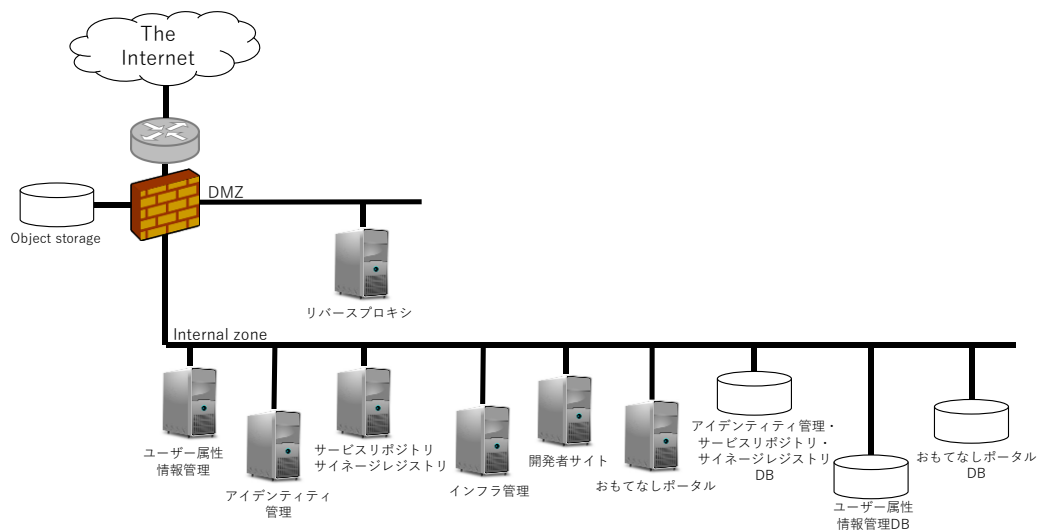 The
Internet
DMZ
Object storage
リバースプロキシ
Internal zone
ユーザー属性
情報管理
アイデンティティ
管理
サービスリポジトリ
サイネージレジストリ
インフラ管理
開発者サイト
おもてなしポータル
アイデンティティ管理・
サービスリポジトリ・
サイネージレジストリ
DB
ユーザー属性
情報管理DB
おもてなしポータル
DB